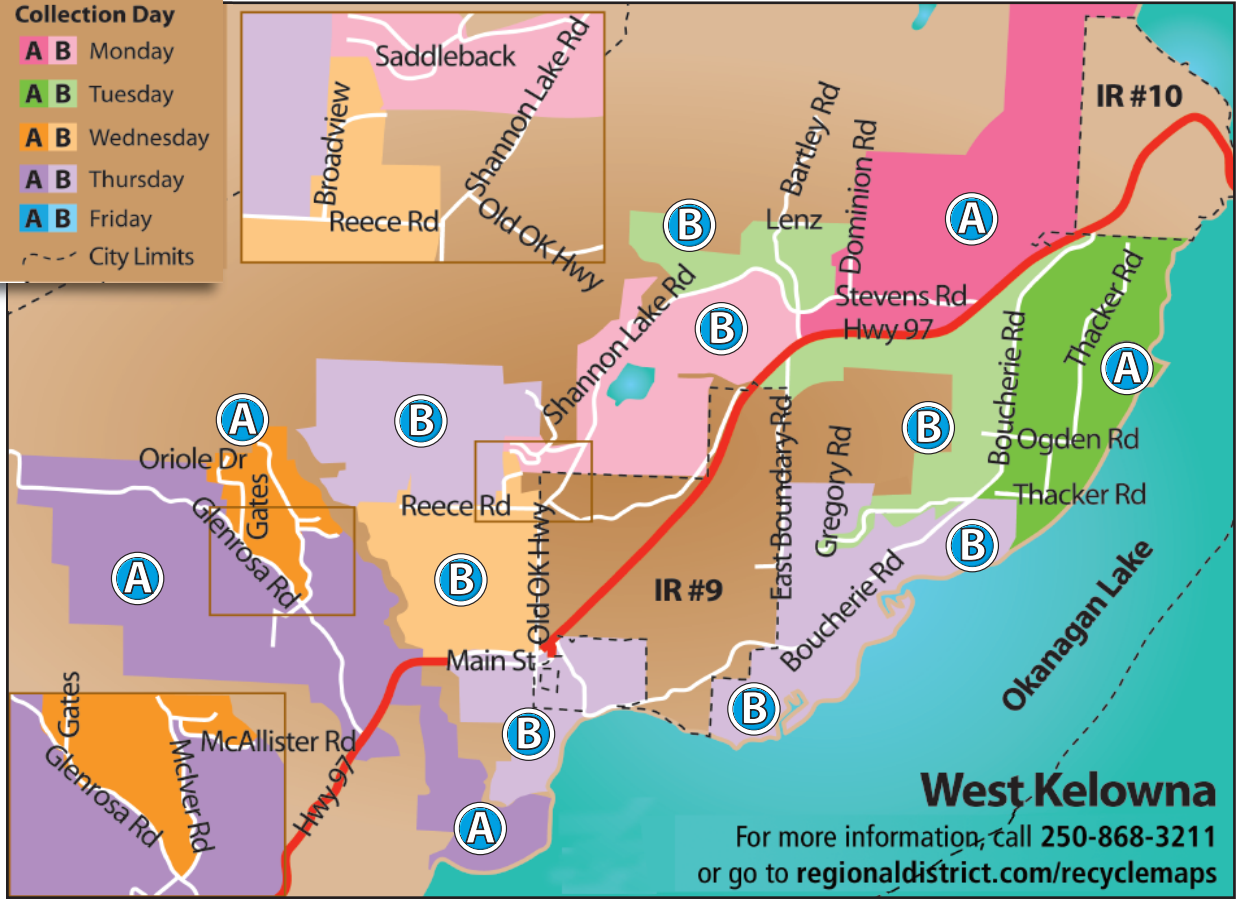 Collection Day
A B Monday
A B Tuesday
A B Wednesday
A B Thursday
A B Friday
City Limits
Saddleback
Shannon Lake Rd
Broadview
Reece Rd
Old OK Hwy
IR #10
Bartley Rd
Dominion Rd
Lenz
B
A
Stevens Rd
Hwy 97
B
Shannon Lake Rd
Thacker Rd
Boucherie Rd
A
A
B
B
Ogden Rd
Oriole Dr
Gates
Glenrosa Rd
Reece Rd
Old OK Hwy
East Boundary Rd
Gregory Rd
Thacker Rd
B
A
B
IR #9
Boucherie Rd
Okanagan Lake
Main St
B
B
A
Gates
Glenrosa Rd
McIver Rd
McAllister Rd
Hwy 97
West Kelowna
For more information, call 250-868-3211
or go to regionaldistrict.com/recyclemaps